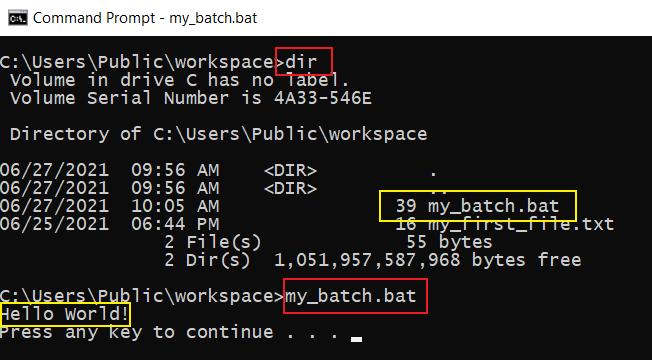 Command Prompt - my_batch.bat
C:\Users\Public\workspace>dir
 Volume in drive C has no label.
 Volume Serial Number is 4A33-546E
 Directory of C:\Users\Public\workspace
06/27/2021  09:56 AM    <DIR>          .
06/27/2021  09:56 AM    <DIR>          ..
06/27/2021  10:05 AM                39 my_batch.bat
06/25/2021  06:44 PM                16 my_first_file.txt
               2 File(s)             55 bytes
               2 Dir(s)  1,051,957,587,968 bytes free
C:\Users\Public\workspace>my_batch.bat
Hello World!
Press any key to continue . . .